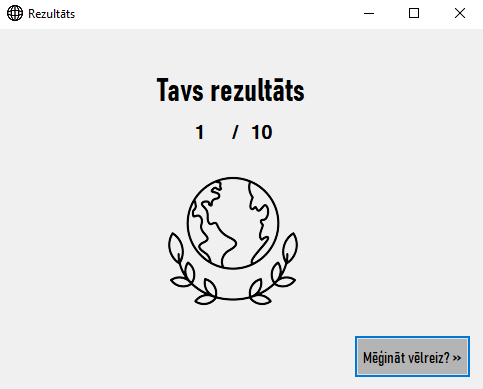 Rezultāts
Tavs rezultāts
1 / 10
Mēģināt vēlreiz? »